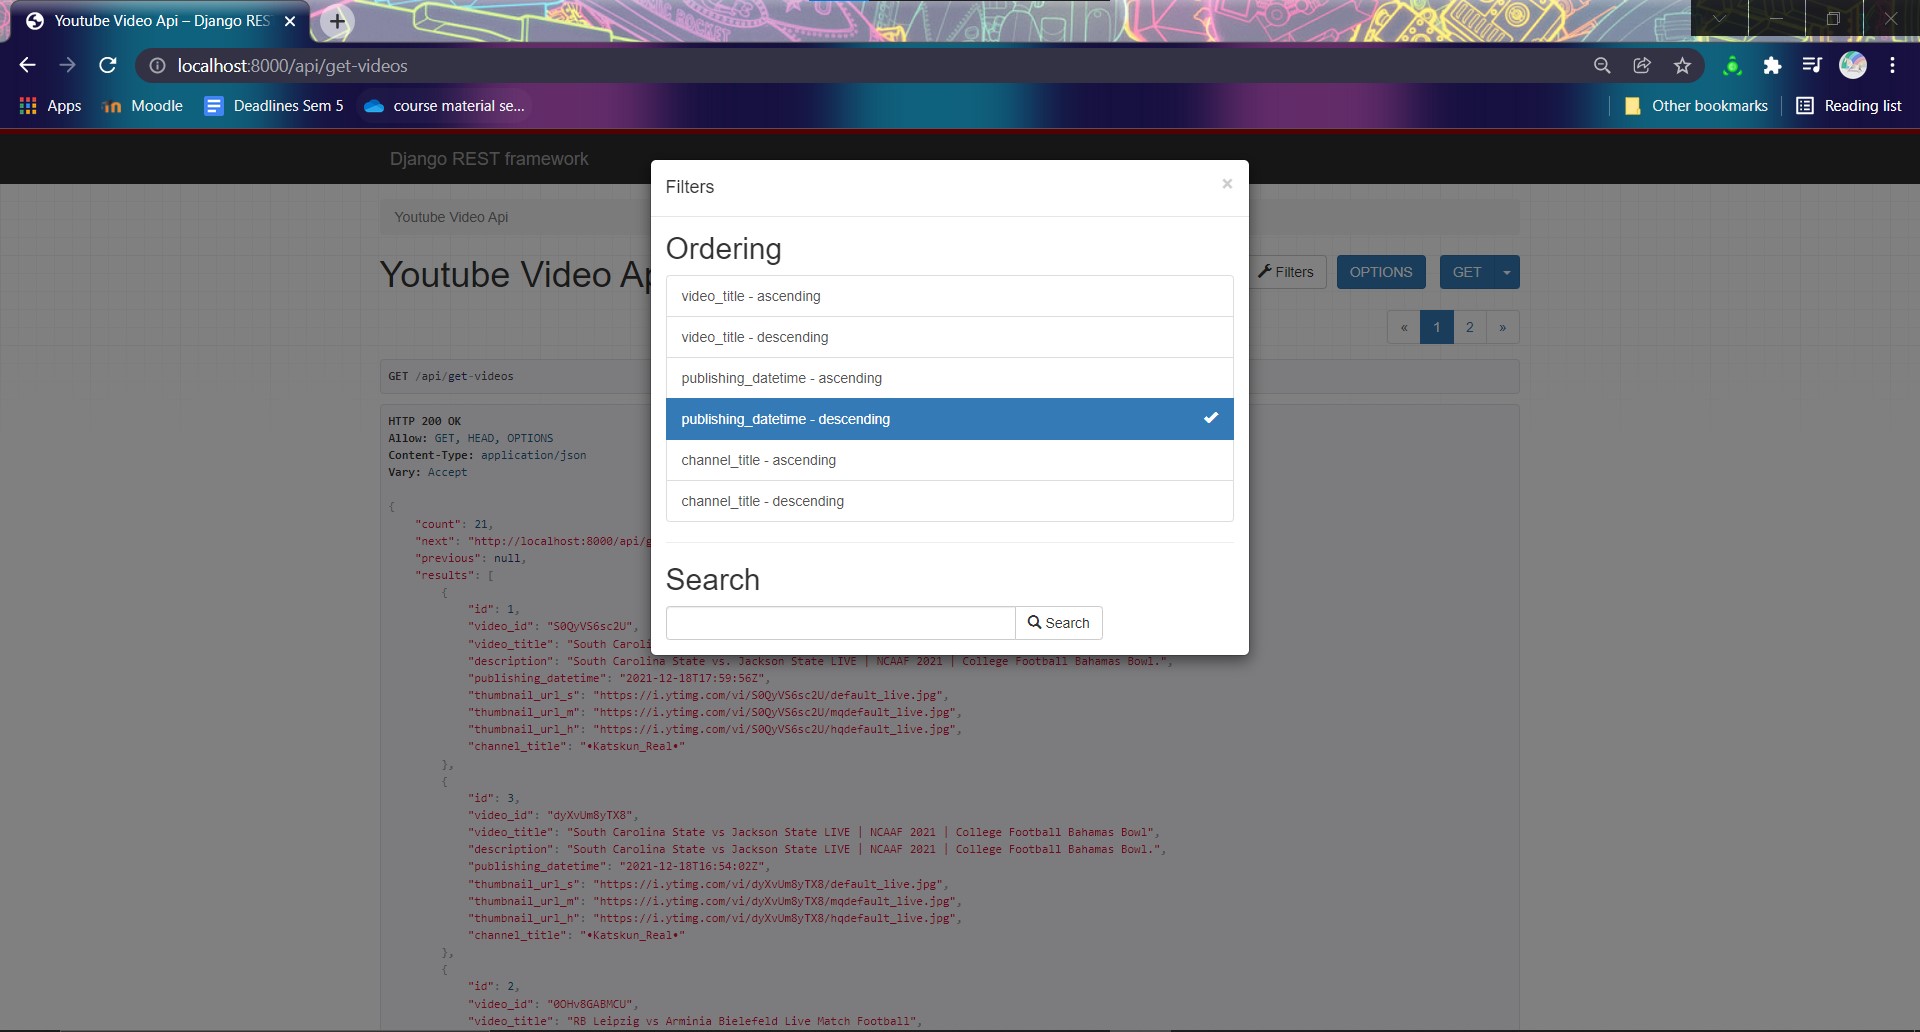 Youtube Video Api – Django RES
localhost:8000/api/get-videos
Apps Moodle Deadlines Sem 5 course material se... Other bookmarks Reading list
Django REST framework
Filters ×
Youtube Video Api
Ordering
Youtube Video Ap
Filters OPTIONS GET
video_title - ascending
video_title - descending
« 1 2 »
publishing_datetime - ascending
GET /api/get-videos
publishing_datetime - descending
channel_title - ascending
channel_title - descending
HTTP 200 OK
Allow: GET, HEAD, OPTIONS
Content-Type: application/json
Vary: Accept
{
"count": 21,
"next": "http://localhost:8000/api/g
"previous": null,
"results": [
Search
Search
{
"id": 1,
"video_id": "S0QyVS6sc2U",
"video_title": "South Caroli
"description": "South Carolina State vs. Jackson State LIVE | NCAAF 2021 | College Football Bahamas Bowl.",
"publishing_datetime": "2021-12-18T17:59:56Z",
"thumbnail_url_s": "https://i.ytimg.com/vi/S0QyVS6sc2U/default_live.jpg",
"thumbnail_url_m": "https://i.ytimg.com/vi/S0QyVS6sc2U/mqdefault_live.jpg",
"thumbnail_url_h": "https://i.ytimg.com/vi/S0QyVS6sc2U/hqdefault_live.jpg",
"channel_title": "•Katskun_Real•"
},
{
"id": 3,
"video_id": "dyXvUm8yTX8",
"video_title": "South Carolina State vs Jackson State LIVE | NCAAF 2021 | College Football Bahamas Bowl",
"description": "South Carolina State vs Jackson State LIVE | NCAAF 2021 | College Football Bahamas Bowl.",
"publishing_datetime": "2021-12-18T16:54:02Z",
"thumbnail_url_s": "https://i.ytimg.com/vi/dyXvUm8yTX8/default_live.jpg",
"thumbnail_url_m": "https://i.ytimg.com/vi/dyXvUm8yTX8/mqdefault_live.jpg",
"thumbnail_url_h": "https://i.ytimg.com/vi/dyXvUm8yTX8/hqdefault_live.jpg",
"channel_title": "•Katskun_Real•"
},
{
"id": 2,
"video_id": "0OHv8GABMCU",
"video_title": "RB Leipzig vs Arminia Bielefeld Live Match Football",